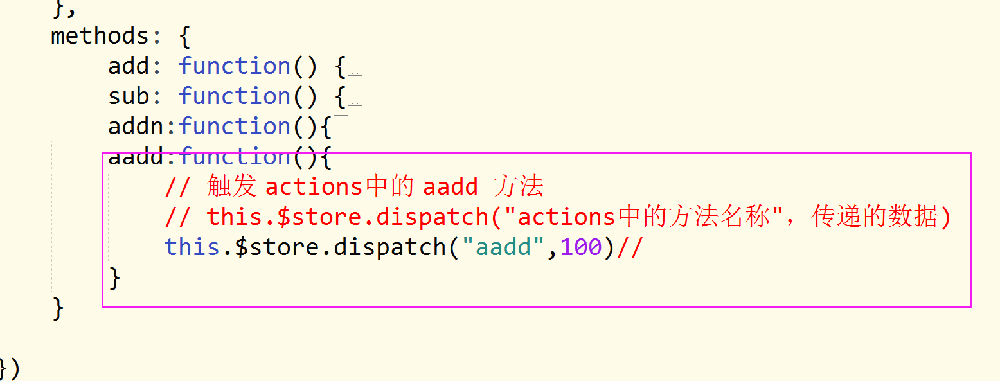 },
methods: {
add: function() {..
sub: function() {..
addn:function(){..
aadd:function(){
// 触发 actions中的 aadd 方法
// this.$store.dispatch("actions中的方法名称", 传递的数据)
this.$store.dispatch("aadd",100)//
}
}
})